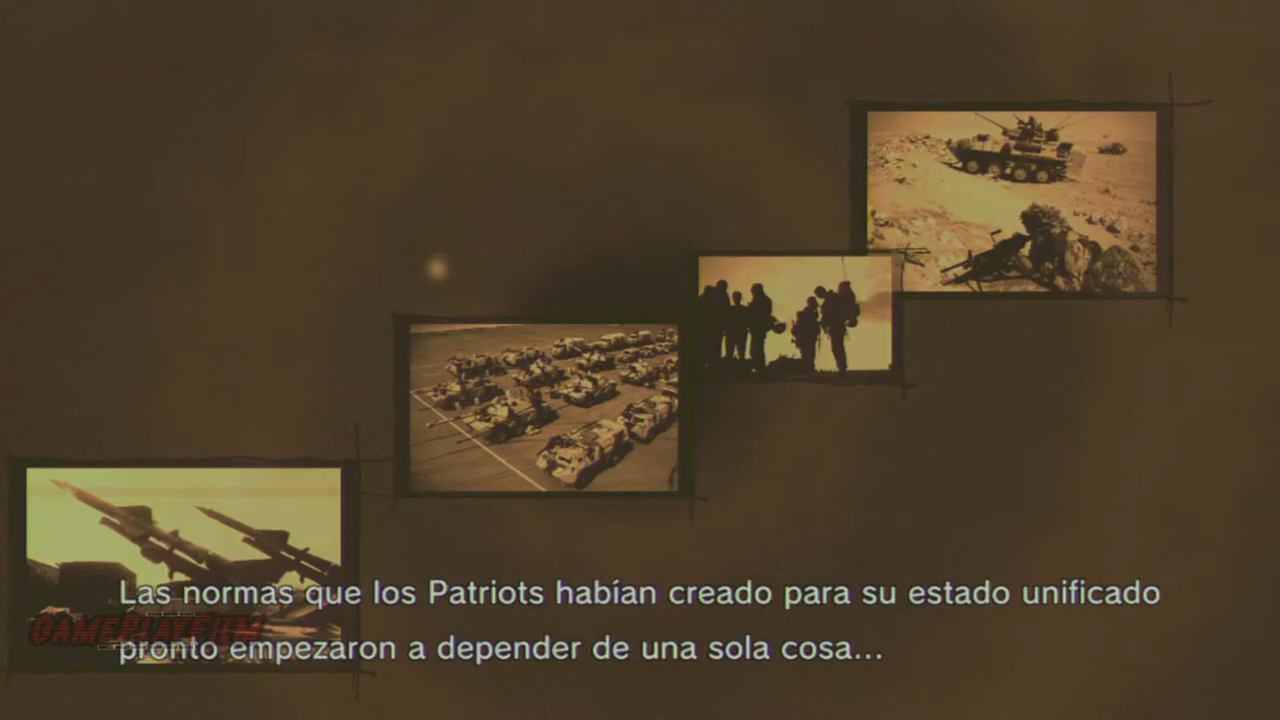 Las normas que los Patriots habían creado para su estado unificado
GAMEPLAYFILM
pronto empezaron a depender de una sola cosa...